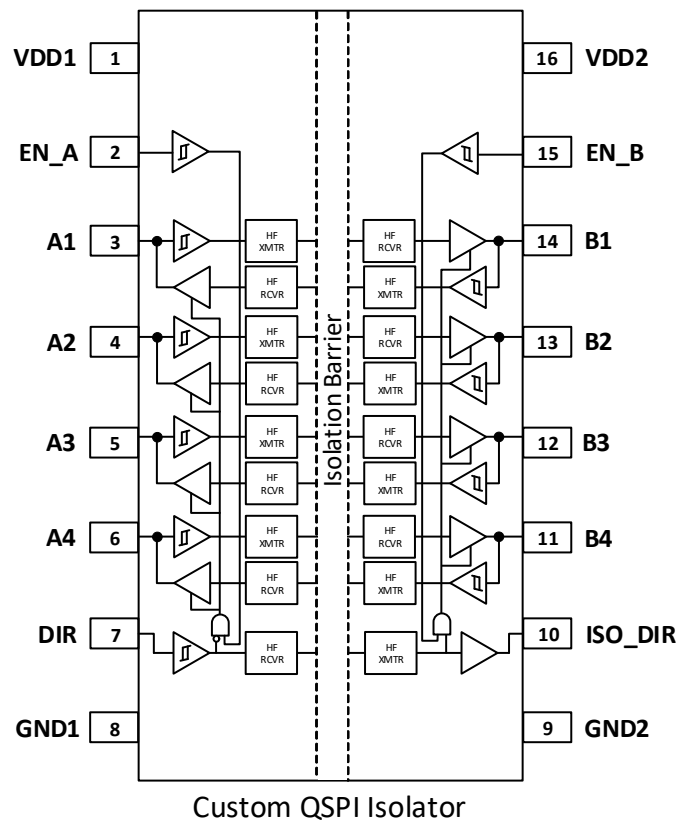 VDD1 1 16 VDD2
EN_A 2 15 EN_B
A1 3 HF XMTR HF RCVR 14 B1
HF RCVR HF XMTR
A2 4 HF XMTR HF RCVR 13 B2
HF RCVR HF XMTR
Isolation Barrier
A3 5 HF XMTR HF RCVR 12 B3
HF RCVR HF XMTR
A4 6 HF XMTR HF RCVR 11 B4
HF RCVR HF XMTR
DIR 7 HF RCVR HF XMTR 10 ISO_DIR
GND1 8 9 GND2
Custom QSPI Isolator